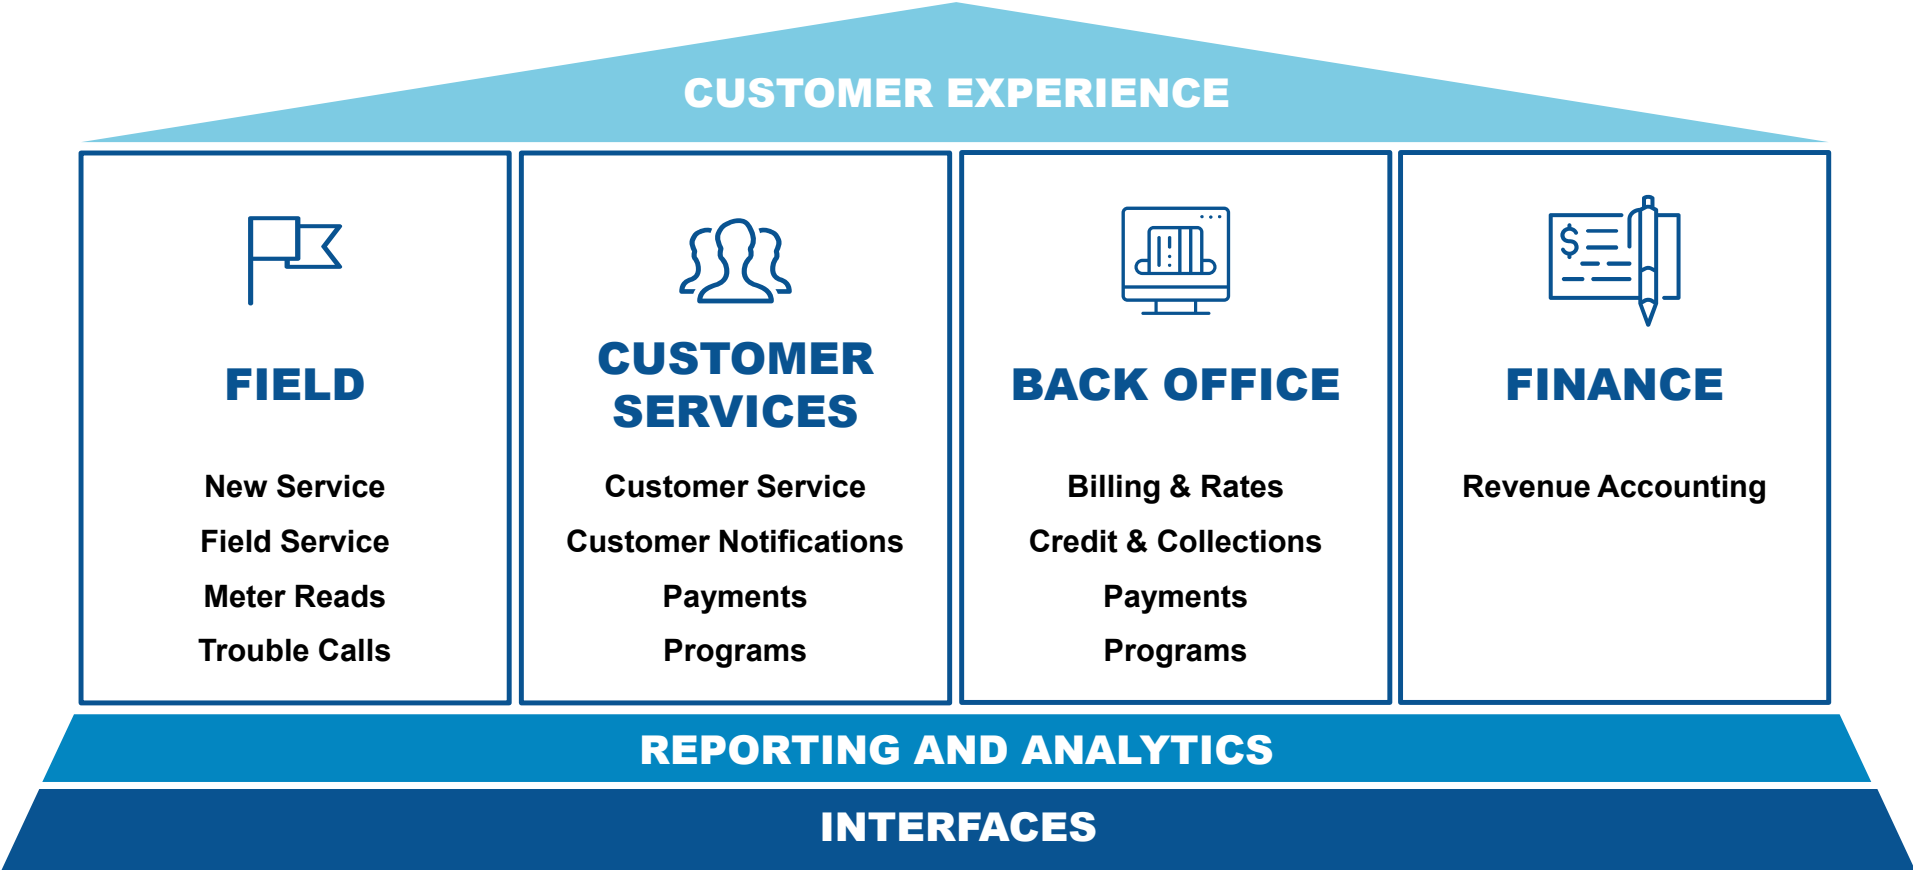 CUSTOMER EXPERIENCE
FIELD
New Service
Field Service
Meter Reads
Trouble Calls
CUSTOMER
SERVICES
Customer Service
Customer Notifications
Payments
Programs
BACK OFFICE
Billing & Rates
Credit & Collections
Payments
Programs
$
FINANCE
Revenue Accounting
REPORTING AND ANALYTICS
INTERFACES